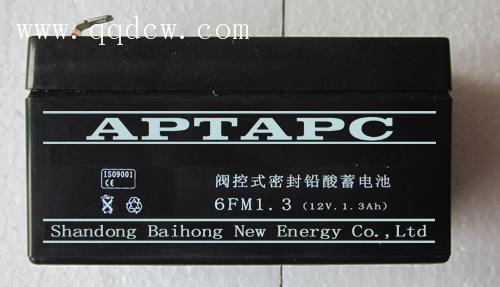 www.qqdcw.com
APTAPC
ISO9001
CE
阀控式密封铅酸蓄电池
6FM1.3 (12V.1.3Ah)
Shandong Baihong New Energy Co.,Ltd